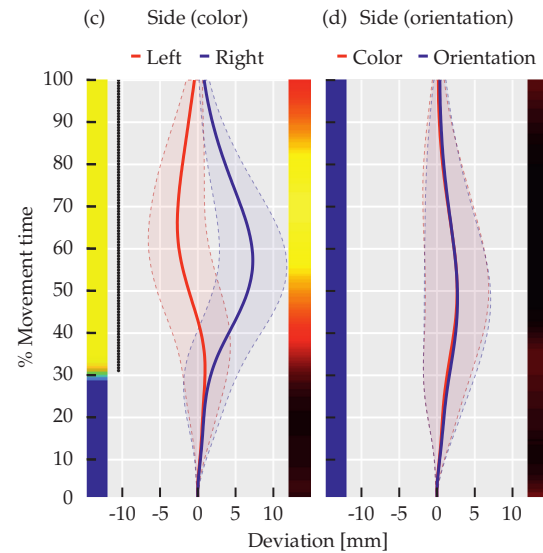 (c) Side (color)
(d) Side (orientation)
Left Right
Color Orientation
% Movement time
100
90
80
70
60
50
40
30
20
10
0
-10 -5 0 5 10
-10 -5 0 5 10
Deviation [mm]